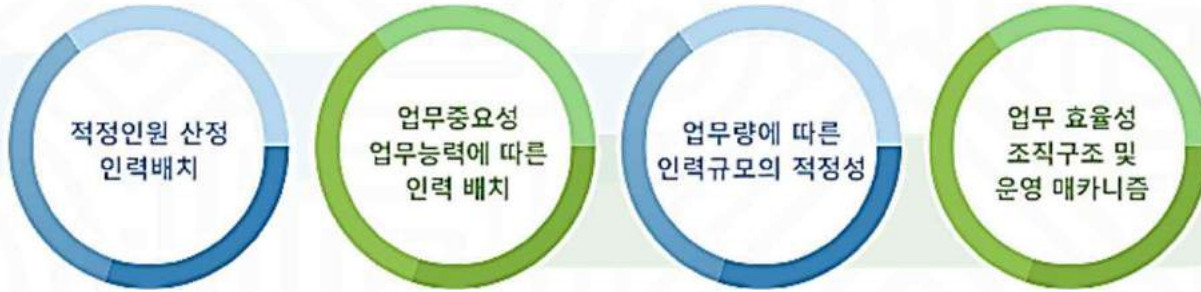 적정인원 산정
인력배치
업무중요성
업무능력에 따른
인력 배치
업무량에 따른
인력규모의 적정성
업무 효율성
조직구조 및
운영 매카니즘